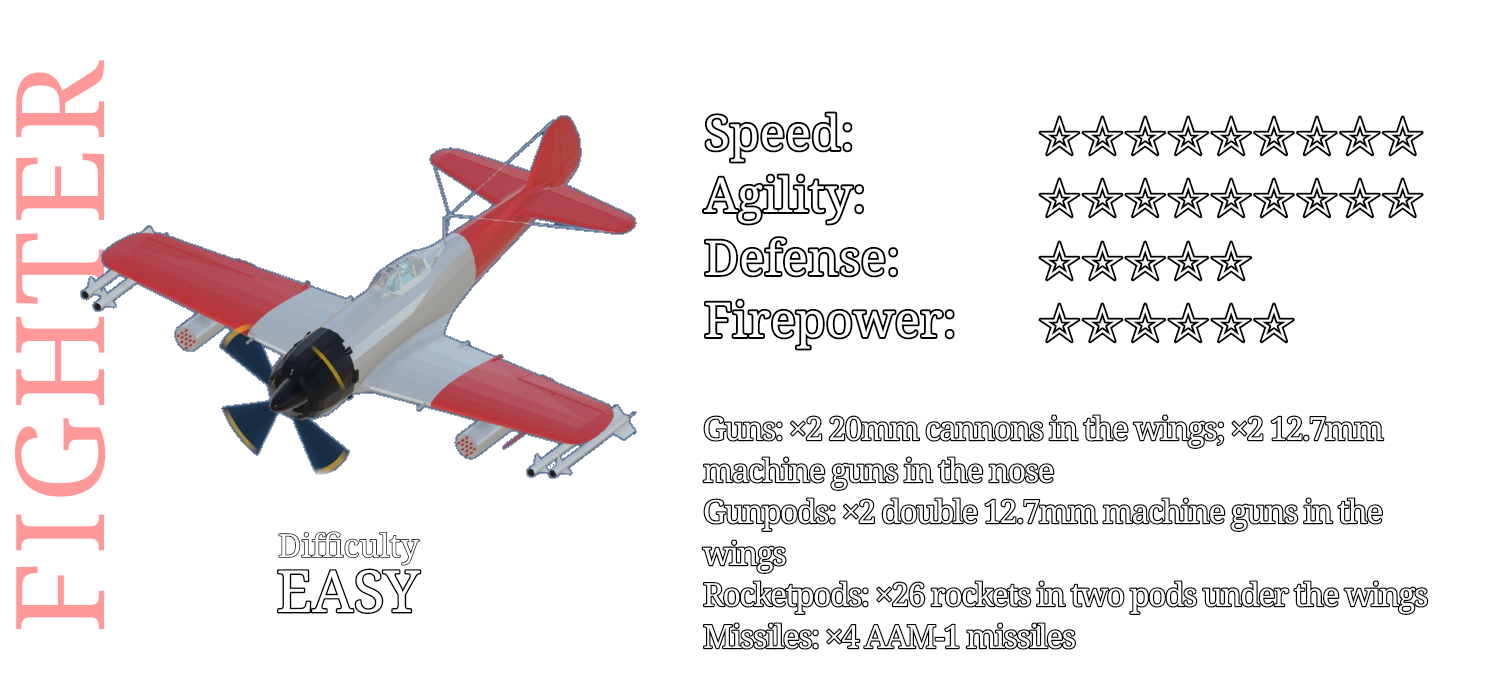 FIGHTER
Speed: ☆☆☆☆☆☆☆☆☆
Agility: ☆☆☆☆☆☆☆☆☆
Defense: ☆☆☆☆☆
Firepower: ☆☆☆☆☆☆
Guns: ×2 20mm cannons in the wings; ×2 12.7mm
machine guns in the nose
Gunpods: ×2 double 12.7mm machine guns in the
wings
Rocketpods: ×26 rockets in two pods under the wings
Missiles: ×4 AAM-1 missiles
Difficulty
EASY